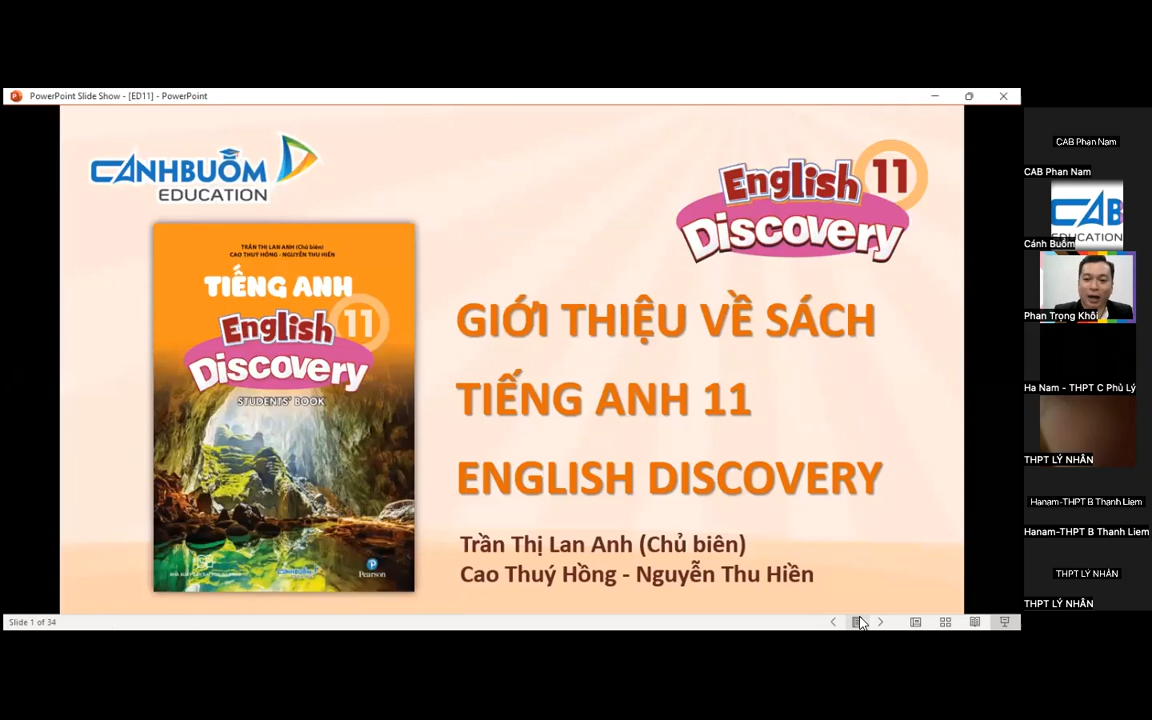 PowerPoint Slide Show - [ED11] - PowerPoint
CÁNHBUỒM
EDUCATION
English 11
Discovery
TRẦN THỊ LAN ANH (Chủ biên)
CAO THUÝ HỒNG - NGUYỄN THU HIỀN
TIẾNG ANH
English 11
Discovery
STUDENTS' BOOK
Pearson
GIỚI THIỆU VỀ SÁCH
TIẾNG ANH 11
ENGLISH DISCOVERY
Trần Thị Lan Anh (Chủ biên)
Cao Thuý Hồng - Nguyễn Thu Hiền
Slide 1 of 34
CAB Phan Nam
CAB Phan Nam
CAB
EDUCATION
Cánh Buồm
Phan Trọng Khôi
Ha Nam - THPT C Phủ Lý
THPT LÝ NHÂN
Hanam-THPT B Thanh Liem
Hanam-THPT B Thanh Liem
THPT LÝ NHÂN
THPT LÝ NHÂN